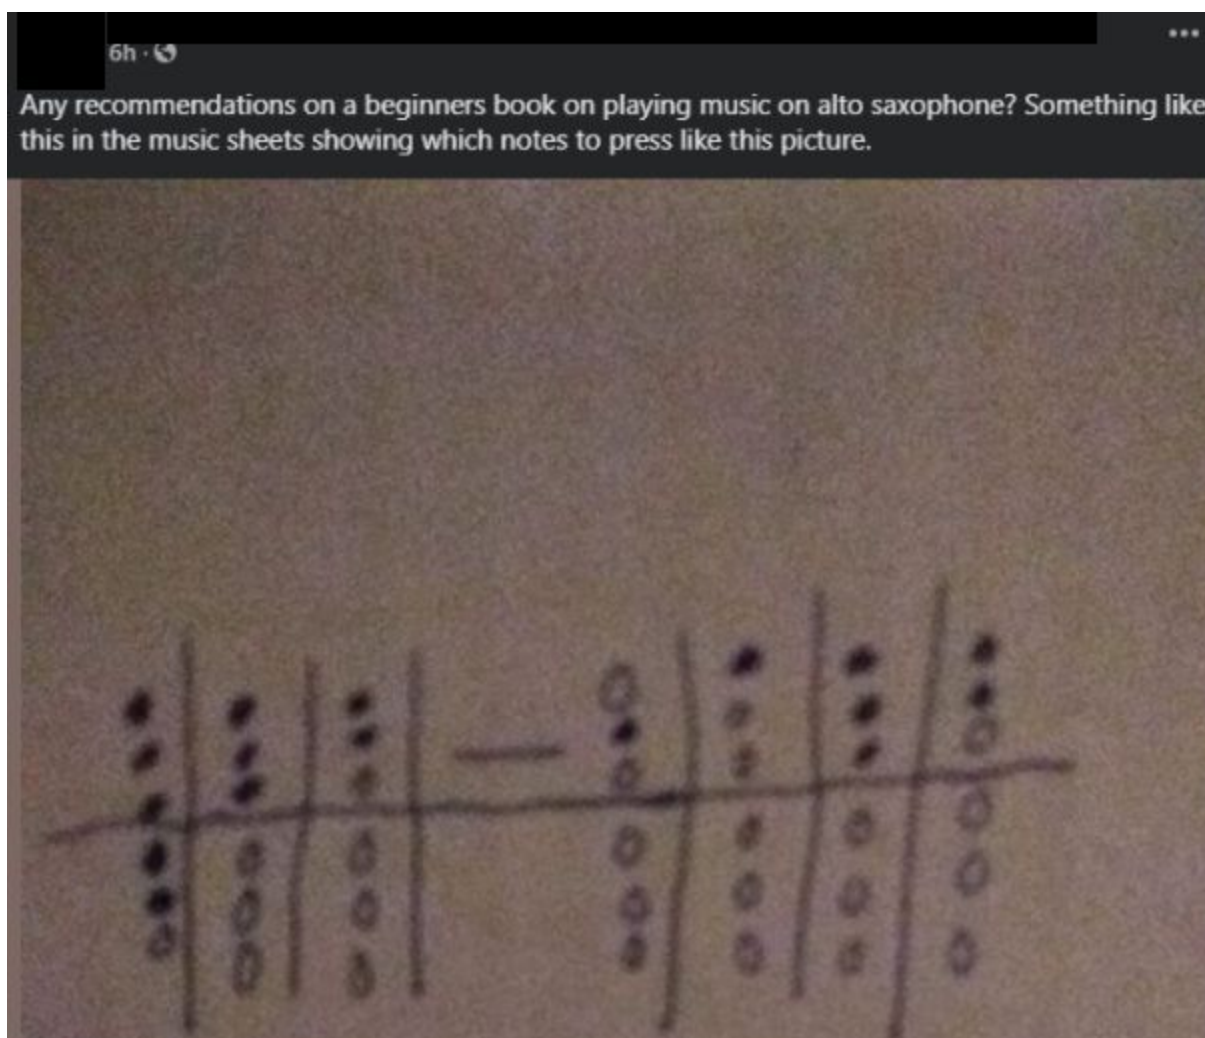 6h ·
Any recommendations on a beginners book on playing music on alto saxophone? Something like
this in the music sheets showing which notes to press like this picture.